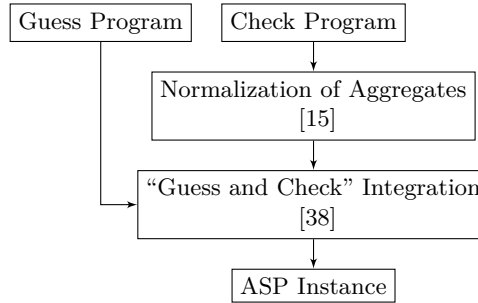 Guess Program
Check Program
Normalization of Aggregates
[15]
“Guess and Check” Integration
[38]
ASP Instance